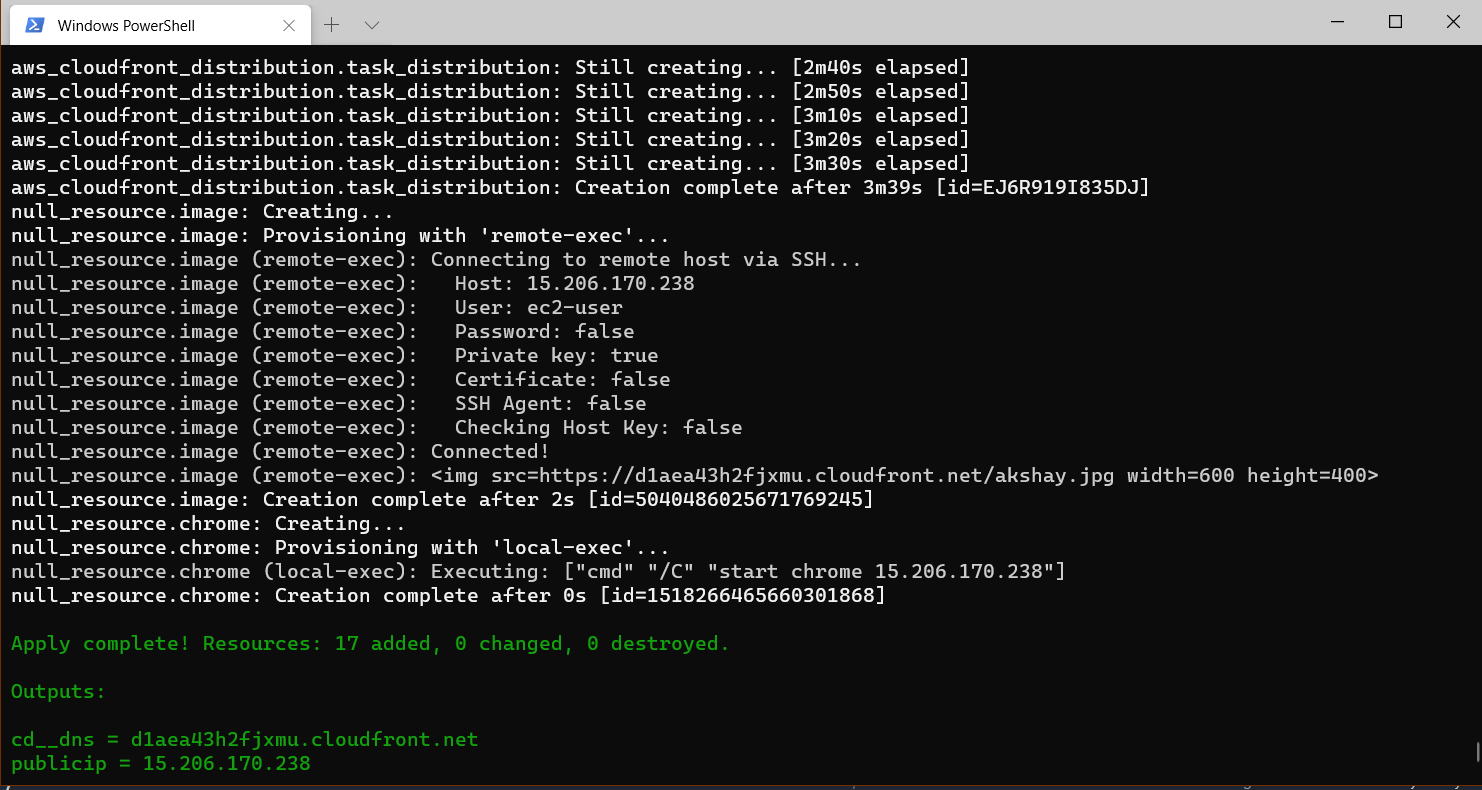 Windows PowerShell
aws_cloudfront_distribution.task_distribution: Still creating... [2m40s elapsed]
aws_cloudfront_distribution.task_distribution: Still creating... [2m50s elapsed]
aws_cloudfront_distribution.task_distribution: Still creating... [3m10s elapsed]
aws_cloudfront_distribution.task_distribution: Still creating... [3m20s elapsed]
aws_cloudfront_distribution.task_distribution: Still creating... [3m30s elapsed]
aws_cloudfront_distribution.task_distribution: Creation complete after 3m39s [id=EJ6R919I835DJ]
null_resource.image: Creating...
null_resource.image: Provisioning with 'remote-exec'...
null_resource.image (remote-exec): Connecting to remote host via SSH...
null_resource.image (remote-exec):   Host: 15.206.170.238
null_resource.image (remote-exec):   User: ec2-user
null_resource.image (remote-exec):   Password: false
null_resource.image (remote-exec):   Private key: true
null_resource.image (remote-exec):   Certificate: false
null_resource.image (remote-exec):   SSH Agent: false
null_resource.image (remote-exec):   Checking Host Key: false
null_resource.image (remote-exec): Connected!
null_resource.image (remote-exec): <img src=https://d1aea43h2fjxmu.cloudfront.net/akshay.jpg width=600 height=400>
null_resource.image: Creation complete after 2s [id=5040486025671769245]
null_resource.chrome: Creating...
null_resource.chrome: Provisioning with 'local-exec'...
null_resource.chrome (local-exec): Executing: ["cmd" "/C" "start chrome 15.206.170.238"]
null_resource.chrome: Creation complete after 0s [id=1518266465660301868]
Apply complete! Resources: 17 added, 0 changed, 0 destroyed.
Outputs:
cd__dns = d1aea43h2fjxmu.cloudfront.net
publicip = 15.206.170.238